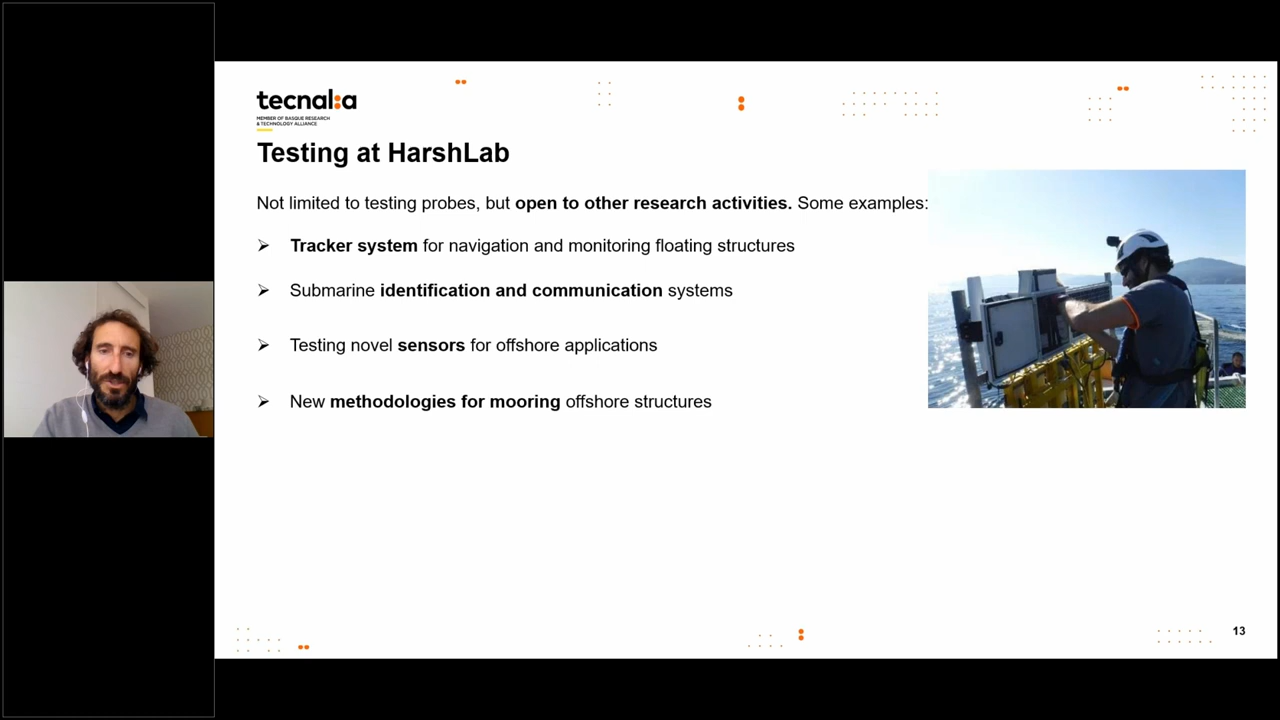 tecnal:a
MEMBER OF BASQUE RESEARCH
& TECHNOLOGY ALLIANCE
Testing at HarshLab
Not limited to testing probes, but open to other research activities. Some examples:
➢ Tracker system for navigation and monitoring floating structures
➢ Submarine identification and communication systems
➢ Testing novel sensors for offshore applications
➢ New methodologies for mooring offshore structures
13